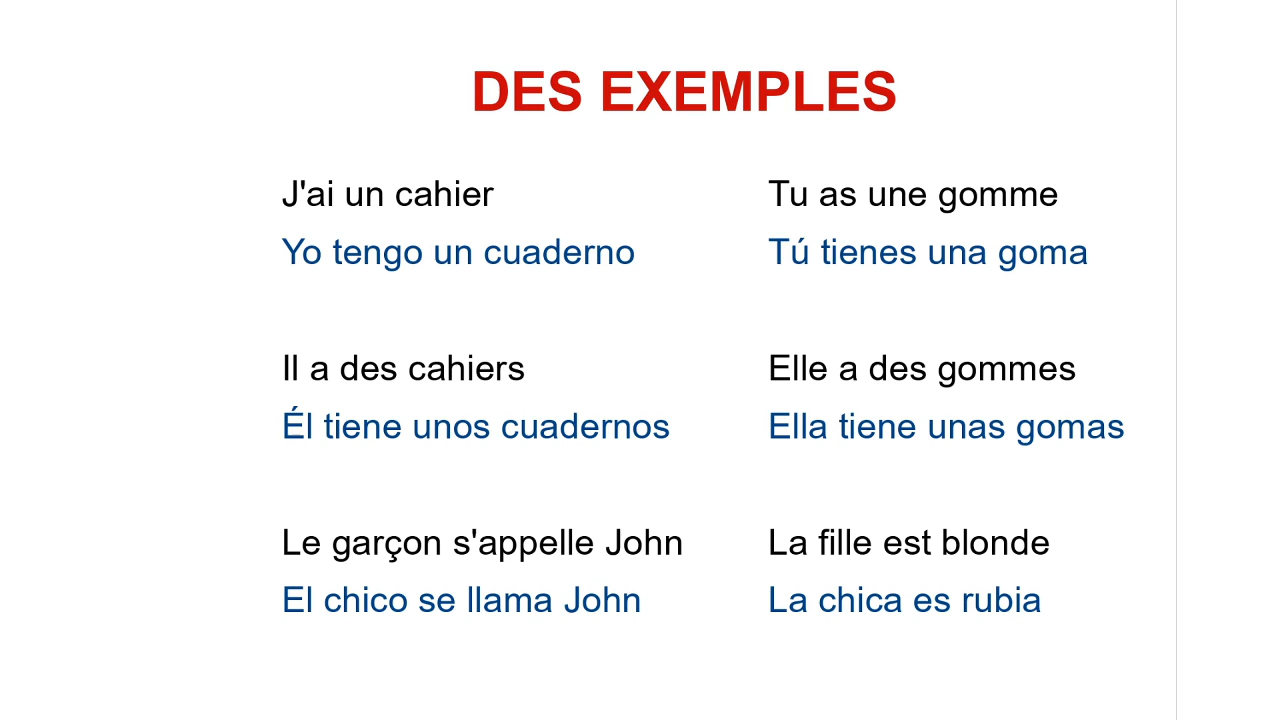 DES EXEMPLES
J'ai un cahier
Yo tengo un cuaderno
Tu as une gomme
Tú tienes una goma
Il a des cahiers
Él tiene unos cuadernos
Elle a des gommes
Ella tiene unas gomas
Le garçon s'appelle John
El chico se llama John
La fille est blonde
La chica es rubia